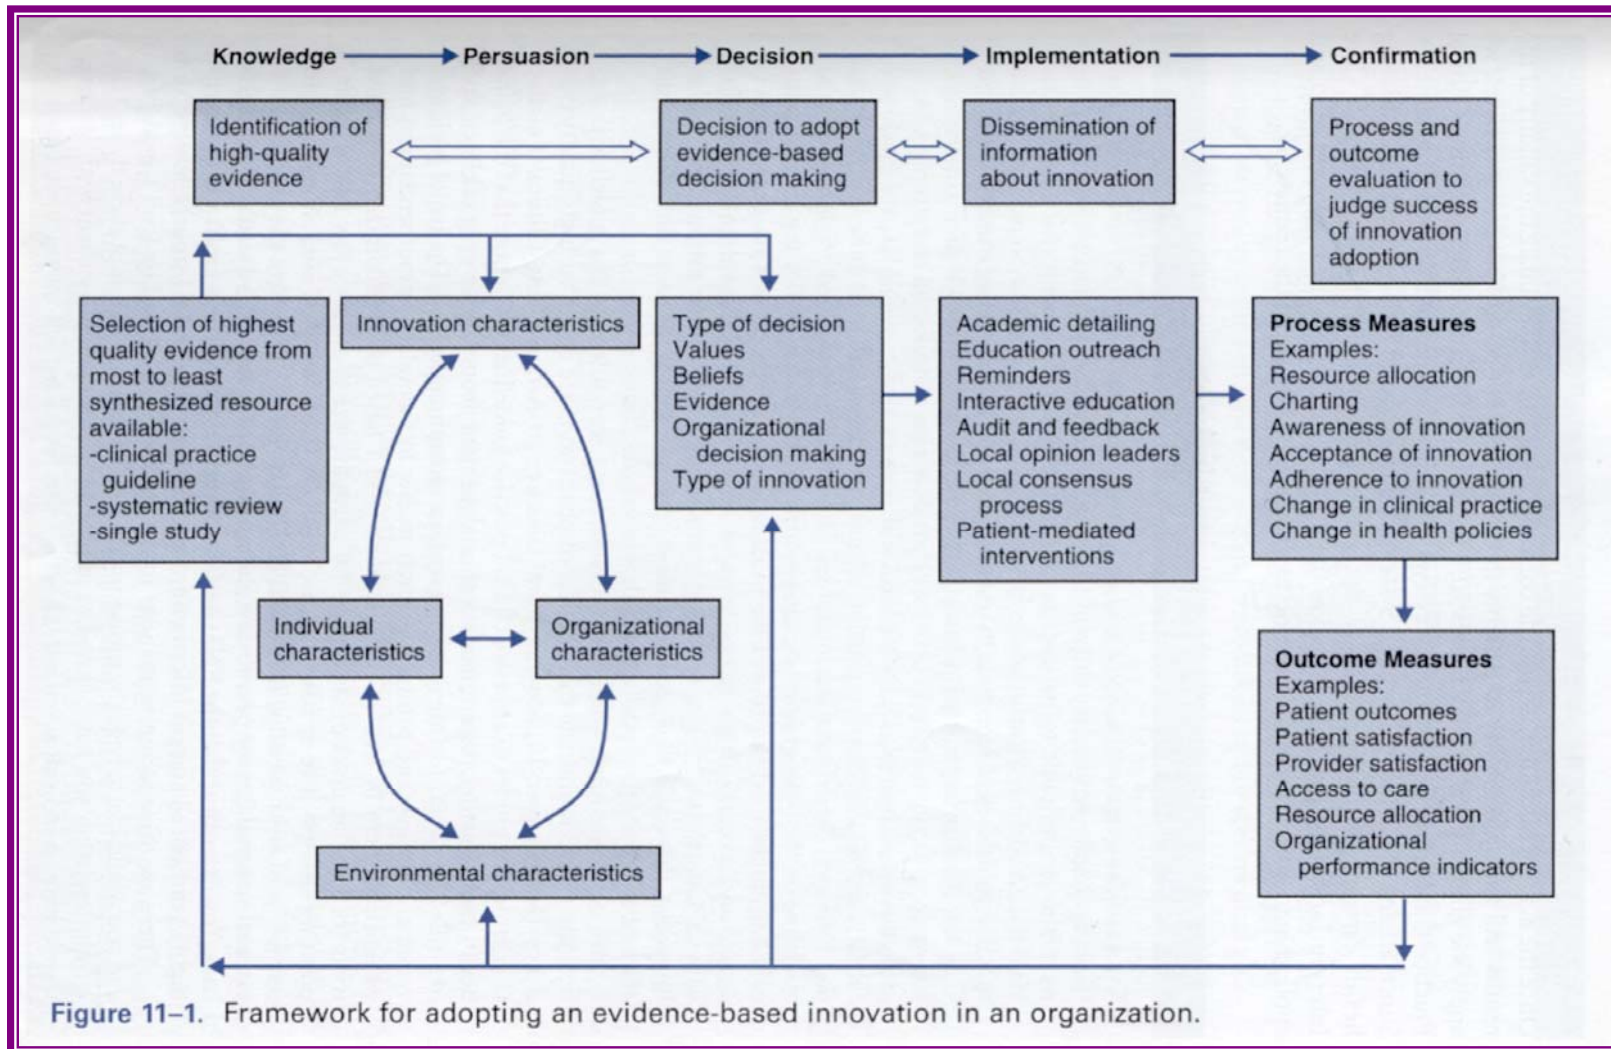 Knowledge Persuasion Decision Implementation Confirmation
Identification of
high-quality
evidence
Decision to adopt
evidence-based
decision making
Dissemination of
information
about innovation
Process and
outcome
evaluation to
judge success
of innovation
adoption
Selection of highest
quality evidence from
most to least
synthesized resource
available:
-clinical practice
guideline
-systematic review
-single study
Innovation characteristics
Individual
characteristics
Organizational
characteristics
Environmental characteristics
Type of decision
Values
Beliefs
Evidence
Organizational
decision making
Type of innovation
Academic detailing
Education outreach
Reminders
Interactive education
Audit and feedback
Local opinion leaders
Local consensus
process
Patient-mediated
interventions
Process Measures
Examples:
Resource allocation
Charting
Awareness of innovation
Acceptance of innovation
Adherence to innovation
Change in clinical practice
Change in health policies
Outcome Measures
Examples:
Patient outcomes
Patient satisfaction
Provider satisfaction
Access to care
Resource allocation
Organizational
performance indicators
Figure 11–1. Framework for adopting an evidence-based innovation in an organization.